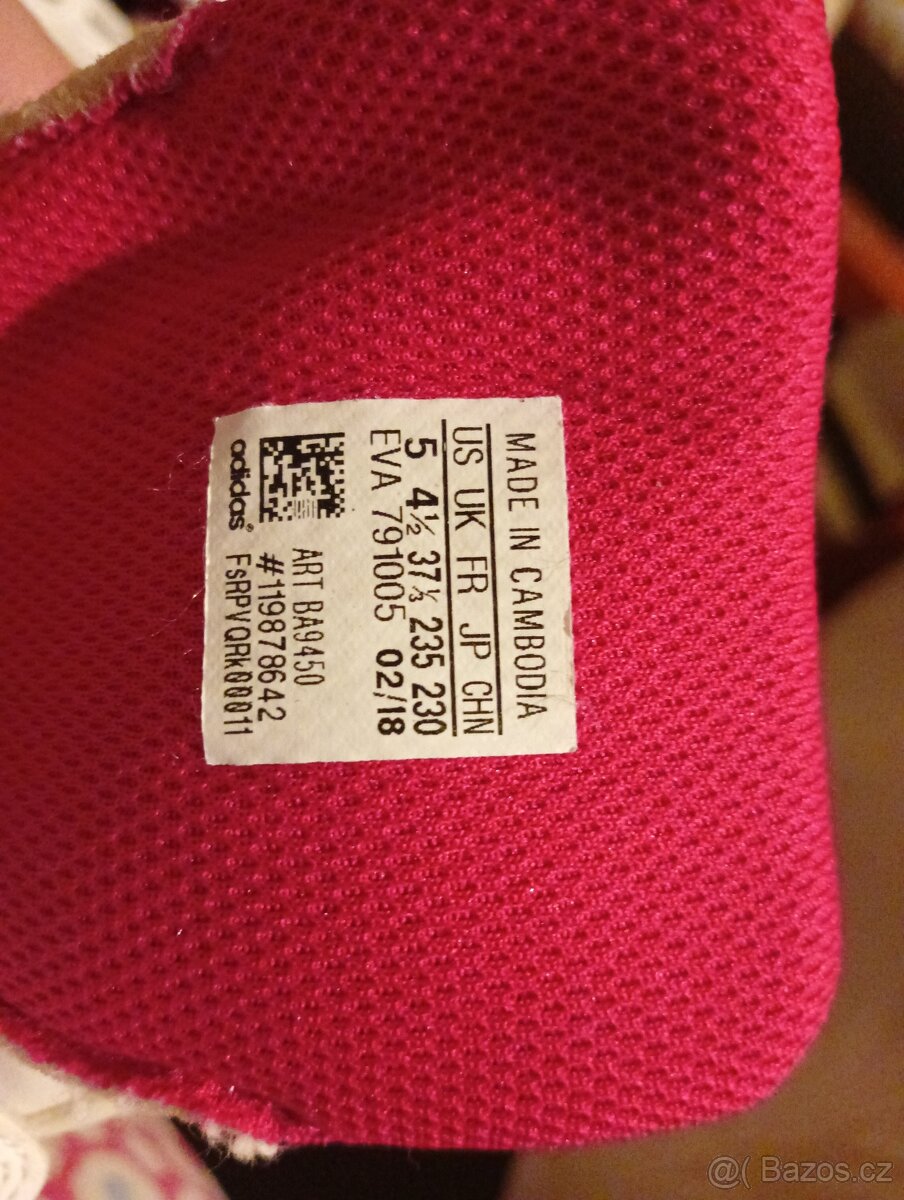 MADE IN CAMBODIA
US UK FR JP CHN
5 4½ 37⅓ 235 230
EVA 791005 02/18
ART BA9450
#119878642
FsRPVQRk00011
adidas®
@( Bazos.cz